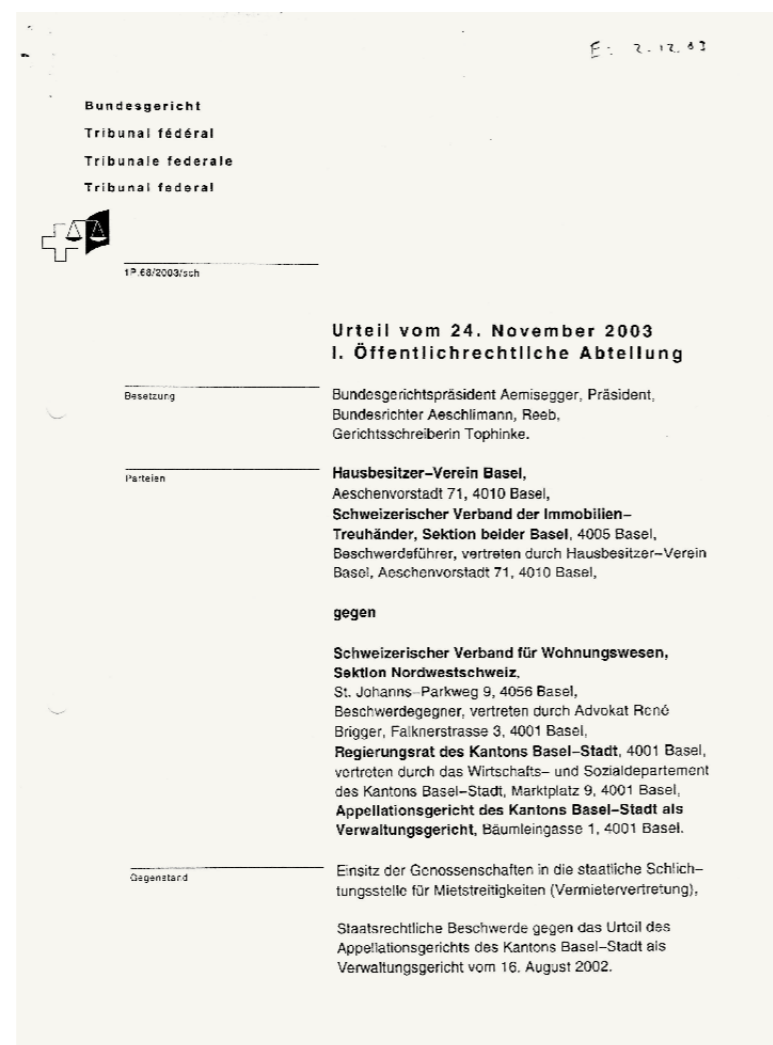 E: 2.12.03
Bundesgericht
Tribunal fédéral
Tribunale federale
Tribunal federal
1P.68/2003/sch
Urteil vom 24. November 2003
I. Öffentlichrechtliche Abteilung
Besetzung
Bundesgerichtspräsident Aemisegger, Präsident,
Bundesrichter Aeschlimann, Reeb,
Gerichtsschreiberin Tophinke.
Parteien
Hausbesitzer–Verein Basel,
Aeschenvorstadt 71, 4010 Basel,
Schweizerischer Verband der Immobilien–
Treuhänder, Sektion beider Basel, 4005 Basel,
Beschwerdeführer, vertreten durch Hausbesitzer–Verein
Basel, Aeschenvorstadt 71, 4010 Basel,
gegen
Schweizerischer Verband für Wohnungswesen,
Sektion Nordwestschweiz,
St. Johanns–Parkweg 9, 4056 Basel,
Beschwerdegegner, vertreten durch Advokat René
Brigger, Falknerstrasse 3, 4001 Basel,
Regierungsrat des Kantons Basel–Stadt, 4001 Basel,
vertreten durch das Wirtschafts– und Sozialdepartement
des Kantons Basel–Stadt, Marktplatz 9, 4001 Basel,
Appellationsgericht des Kantons Basel–Stadt als
Verwaltungsgericht, Bäumleingasse 1, 4001 Basel.
Gegenstand
Einsitz der Genossenschaften in die staatliche Schlich–
tungsstelle für Mietstreitigkeiten (Vermietervertretung),
Staatsrechtliche Beschwerde gegen das Urteil des
Appellationsgerichts des Kantons Basel–Stadt als
Verwaltungsgericht vom 16. August 2002.